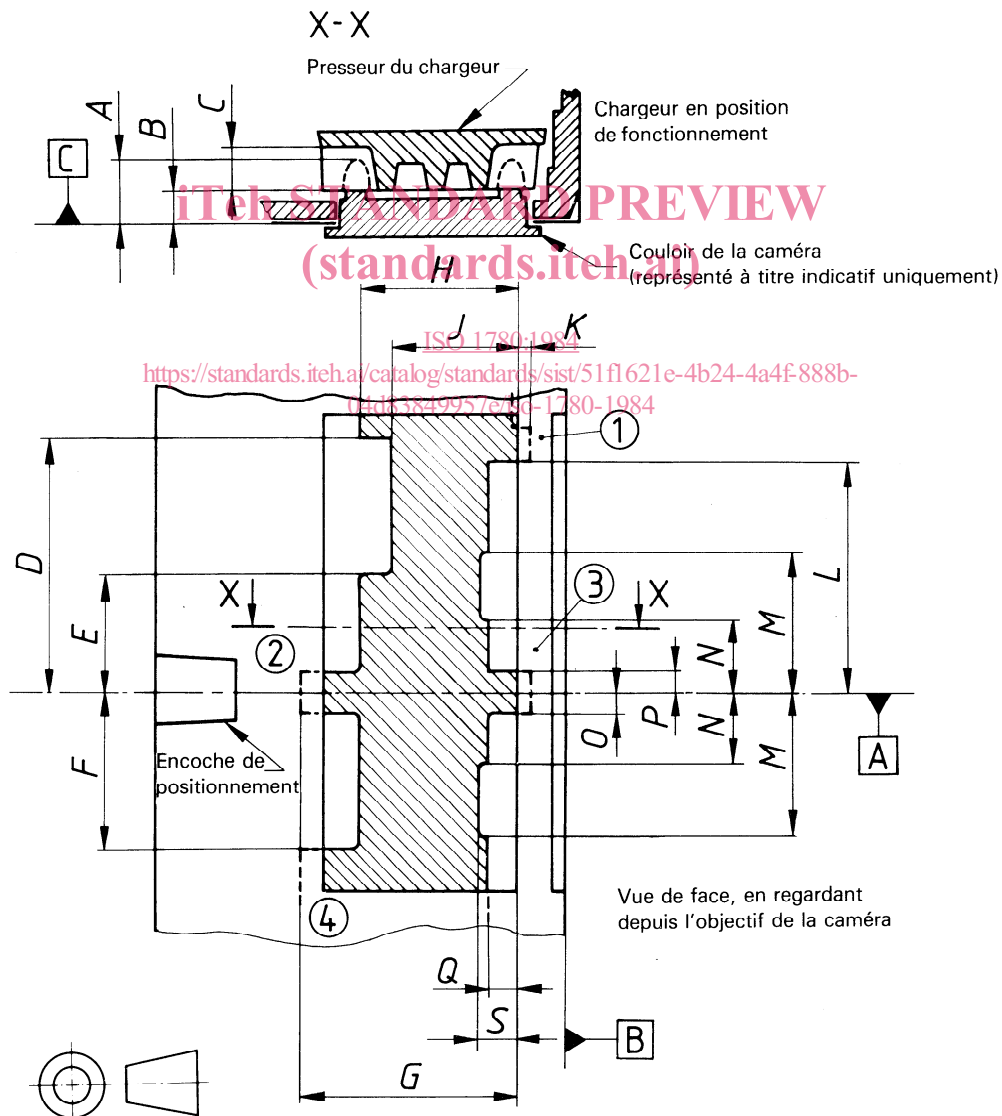 X-X
Presseur du chargeur
A
B
C
Chargeur en position
de fonctionnement
C
iTeh STANDARD PREVIEW
(standards.iteh.ai)
Couloir de la caméra
(représenté à titre indicatif uniquement)
H
J
K
ISO 1780:1984
https://standards.iteh.ai/catalog/standards/sist/51f1621e-4b24-4a4f-888b-
04d83849957e/iso-1780-1984
1
D
L
X
X
3
E
M
N
2
P
O
N
A
F
M
Encoche de
positionnement
4
Vue de face, en regardant
depuis l'objectif de la caméra
Q
S
B
G